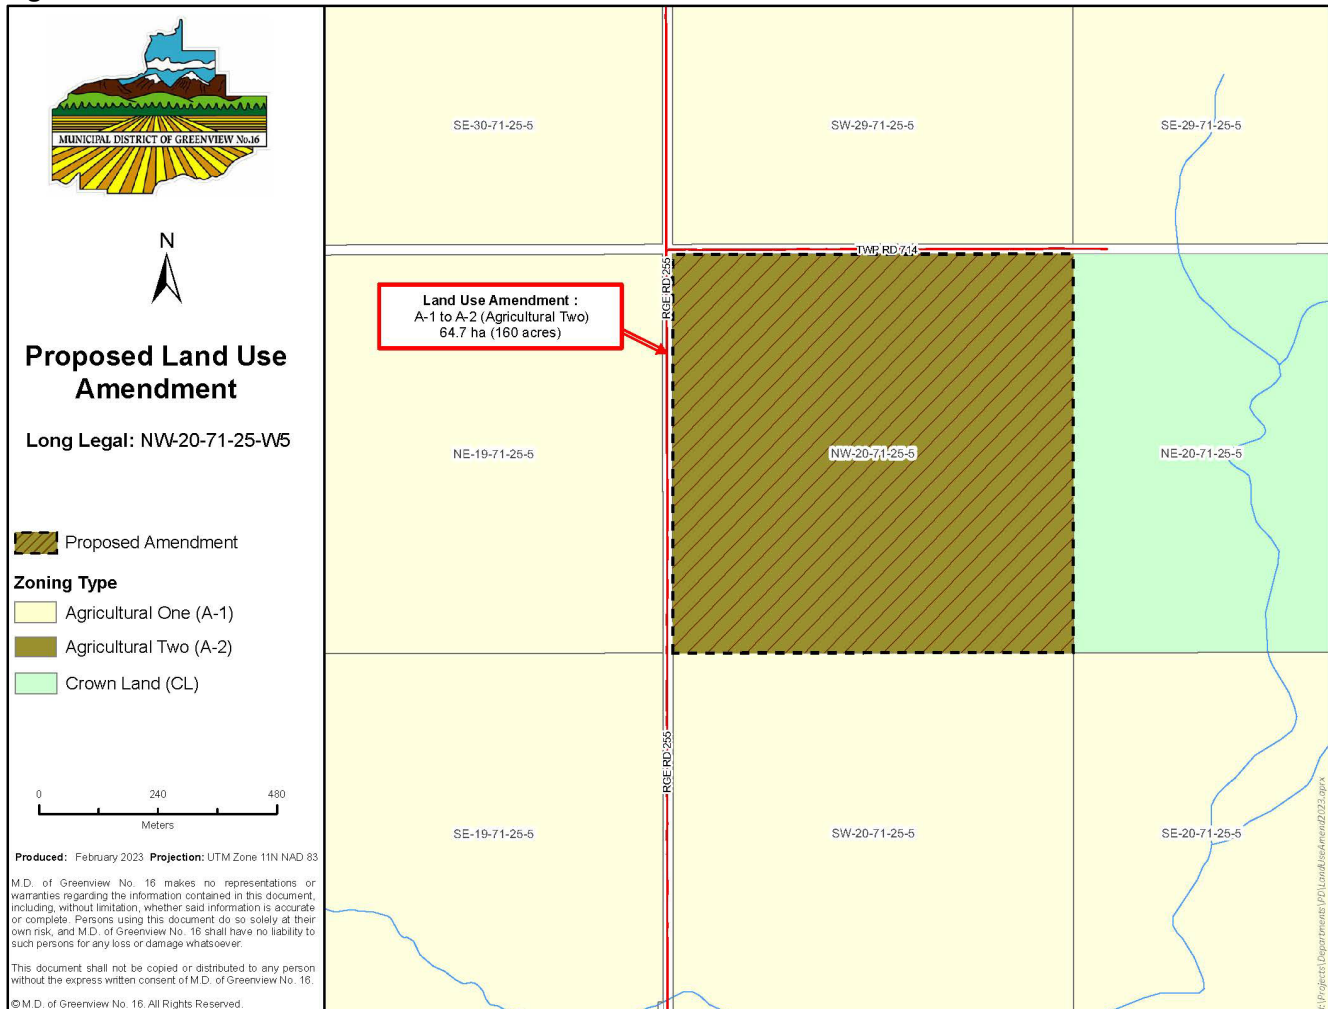 MUNICIPAL DISTRICT OF GREENVIEW No.16
N
Proposed Land Use
Amendment
Long Legal: NW-20-71-25-W5
Proposed Amendment
Zoning Type
Agricultural One (A-1)
Agricultural Two (A-2)
Crown Land (CL)
0 240 480
Meters
Produced: February 2023 Projection: UTM Zone 11N NAD 83
M.D. of Greenview No. 16 makes no representations or
warranties regarding the information contained in this document,
including, without limitation, whether said information is accurate
or complete. Persons using this document do so solely at their
own risk, and M.D. of Greenview No. 16 shall have no liability to
such persons for any loss or damage whatsoever.
This document shall not be copied or distributed to any person
without the express written consent of M.D. of Greenview No. 16.
© M.D. of Greenview No. 16. All Rights Reserved.
SE-30-71-25-5
SW-29-71-25-5
SE-29-71-25-5
TWP RD 714
RGE RD 255
Land Use Amendment :
A-1 to A-2 (Agricultural Two)
64.7 ha (160 acres)
NE-19-71-25-5
NW-20-71-25-5
NE-20-71-25-5
RGE RD 255
SE-19-71-25-5
SW-20-71-25-5
SE-20-71-25-5
\Projects\Departments\PD\LandUseAmend2023.aprx